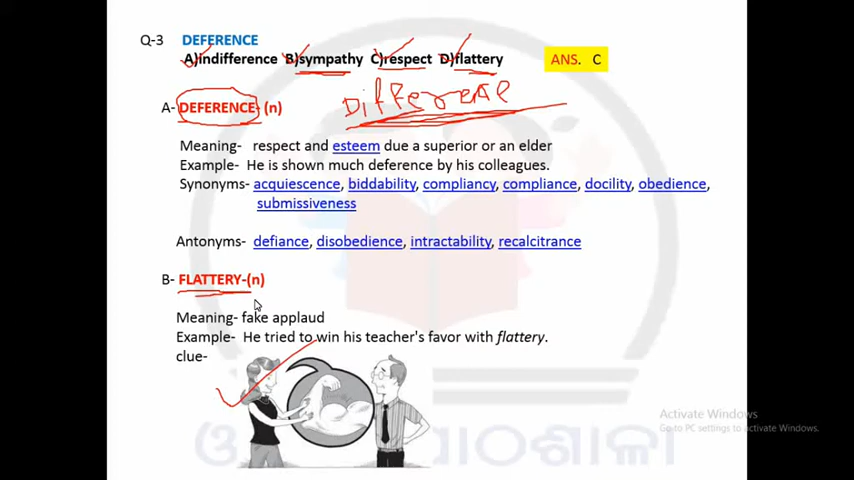 Q-3 DEFERENCE
A)indifference B)sympathy C)respect D)flattery
ANS. C
Difference
A- DEFERENCE- (n)
Meaning- respect and esteem due a superior or an elder
Example- He is shown much deference by his colleagues.
Synonyms- acquiescence, biddability, compliancy, compliance, docility, obedience,
submissiveness
Antonyms- defiance, disobedience, intractability, recalcitrance
B- FLATTERY-(n)
Meaning- fake applaud
Example- He tried to win his teacher's favor with flattery.
clue-
Activate Windows
Go to PC settings to activate Windows.